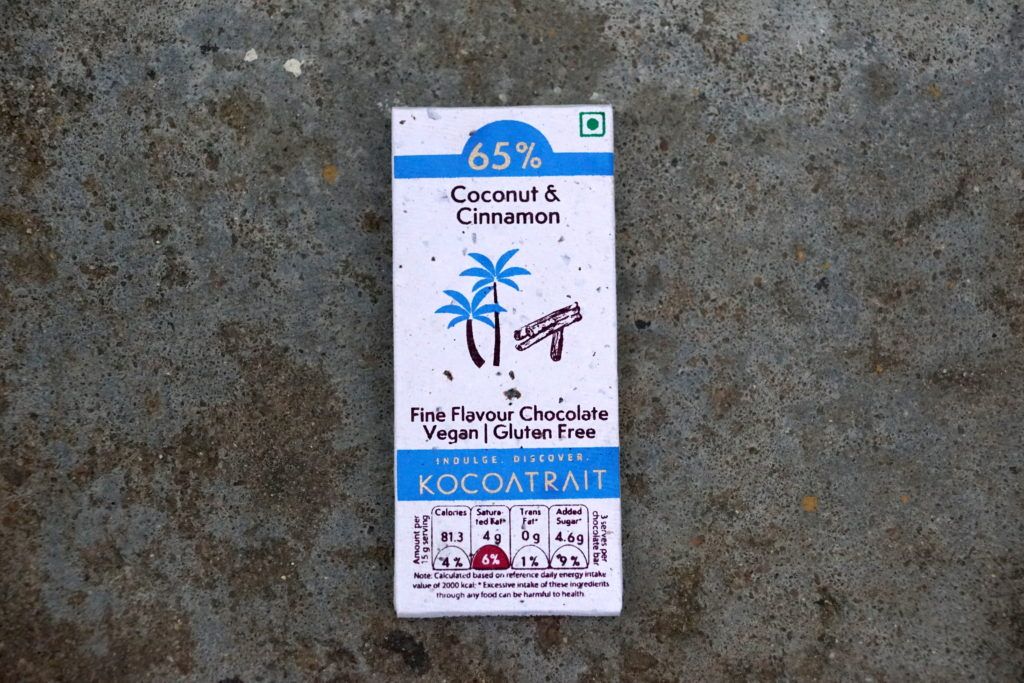 65%
Coconut &
Cinnamon
Fine Flavour Chocolate
Vegan | Gluten Free
INDULGE. DISCOVER.
KOCOATRAIT
Amount per
15 g serving
Calories
81.3
4%
Satura-
ted Fat*
4 g
6%
Trans
Fat*
0 g
1%
Added
Sugar*
4.6g
9%
3 serves per
chocolate bar
Note: Calculated based on reference daily energy intake
value of 2000 kcal; * Excessive intake of these ingredients
through any food can be harmful to health